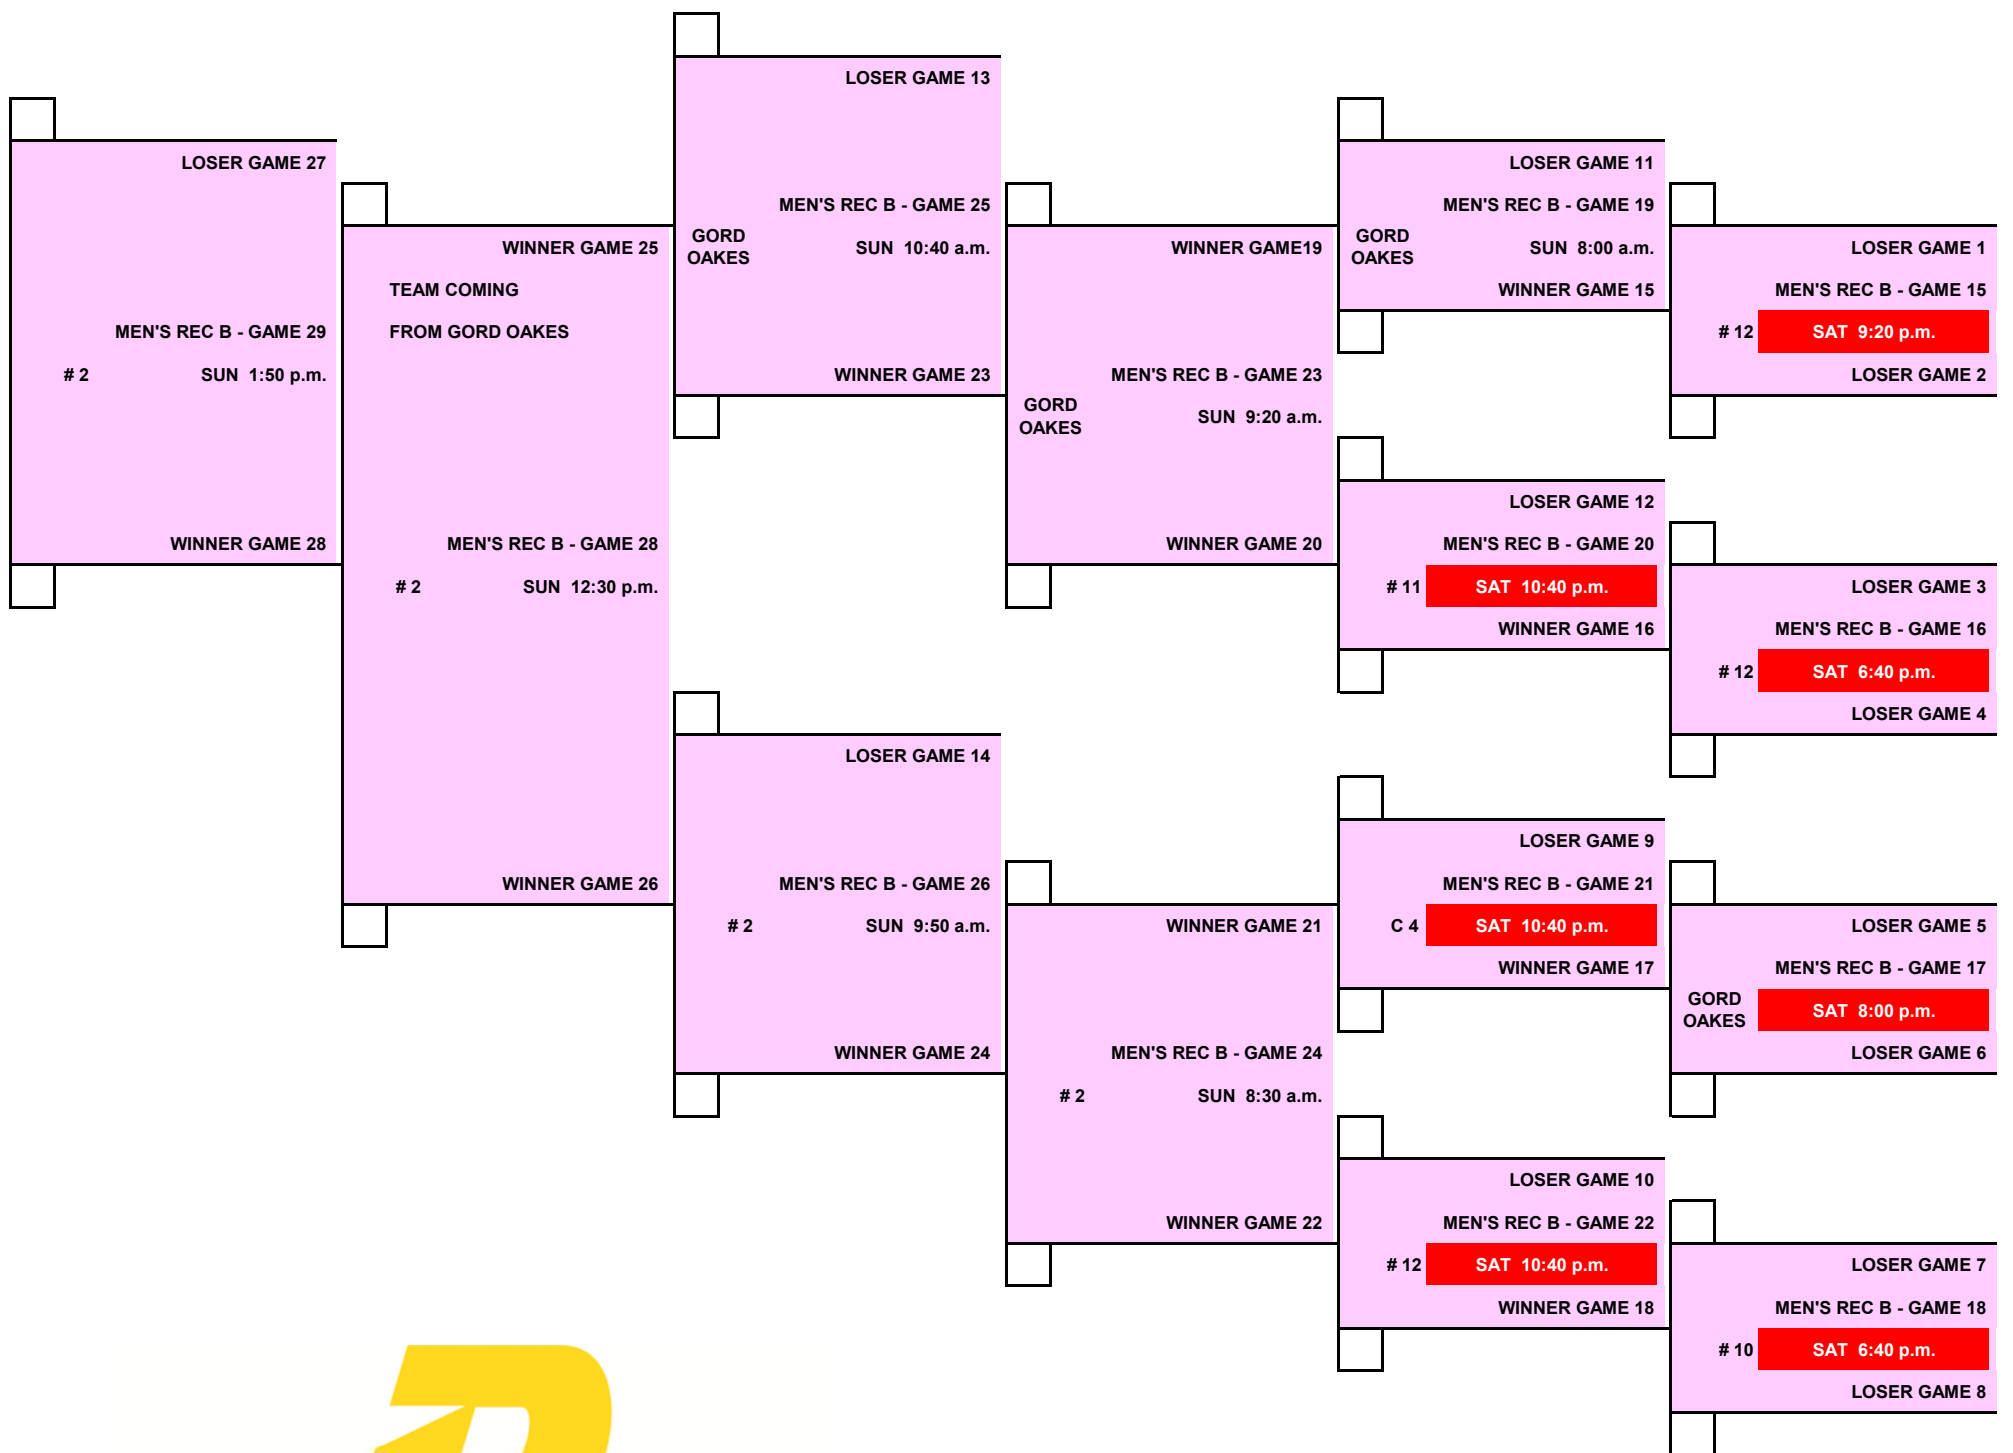 LOSER GAME 27
MEN'S REC B - GAME 29
# 2 SUN 1:50 p.m.
WINNER GAME 28
WINNER GAME 25
TEAM COMING
FROM GORD OAKES
MEN'S REC B - GAME 28
# 2 SUN 12:30 p.m.
WINNER GAME 26
LOSER GAME 13
MEN'S REC B - GAME 25
GORD
OAKES
SUN 10:40 a.m.
WINNER GAME 23
LOSER GAME 14
MEN'S REC B - GAME 26
# 2 SUN 9:50 a.m.
WINNER GAME 24
WINNER GAME19
MEN'S REC B - GAME 23
GORD
OAKES
SUN 9:20 a.m.
WINNER GAME 20
WINNER GAME 21
MEN'S REC B - GAME 24
# 2 SUN 8:30 a.m.
WINNER GAME 22
LOSER GAME 11
MEN'S REC B - GAME 19
GORD
OAKES
SUN 8:00 a.m.
WINNER GAME 15
LOSER GAME 12
MEN'S REC B - GAME 20
# 11 SAT 10:40 p.m.
WINNER GAME 16
LOSER GAME 9
MEN'S REC B - GAME 21
C 4 SAT 10:40 p.m.
WINNER GAME 17
LOSER GAME 10
MEN'S REC B - GAME 22
# 12 SAT 10:40 p.m.
WINNER GAME 18
LOSER GAME 1
MEN'S REC B - GAME 15
# 12 SAT 9:20 p.m.
LOSER GAME 2
LOSER GAME 3
MEN'S REC B - GAME 16
# 12 SAT 6:40 p.m.
LOSER GAME 4
LOSER GAME 5
MEN'S REC B - GAME 17
GORD
OAKES
SAT 8:00 p.m.
LOSER GAME 6
LOSER GAME 7
MEN'S REC B - GAME 18
# 10 SAT 6:40 p.m.
LOSER GAME 8